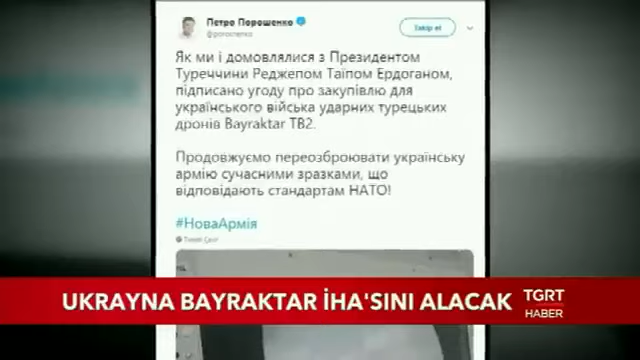 Петро Порошенко
@poroshenko
Takip et
Як ми і домовлялися з Президентом
Туреччини Реджепом Таїпом Ердоганом,
підписано угоду про закупівлю для
українського війська ударних турецьких
дронів Bayraktar TB2.
Продовжуємо переозброювати українську
армію сучасними зразками, що
відповідають стандартам НАТО!
#НоваАрмія
UKRAYNA BAYRAKTAR İHA'SINI ALACAK
TGRT
HABER